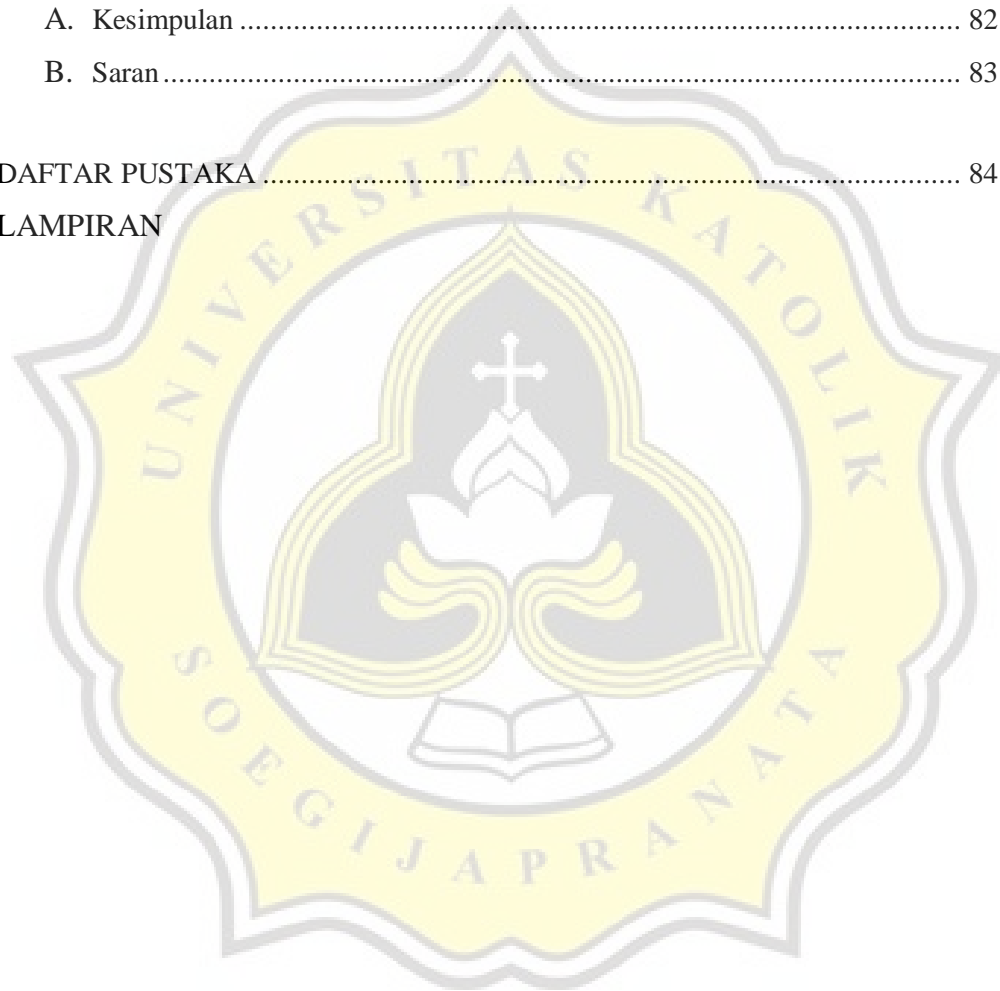 A. Kesimpulan ........................................................................................................ 82
B. Saran ........................................................................................................ 83
DAFTAR PUSTAKA ........................................................................................................ 84
LAMPIRAN
UNIVERSITAS KATOLIK
SOEGIJAPRANATA